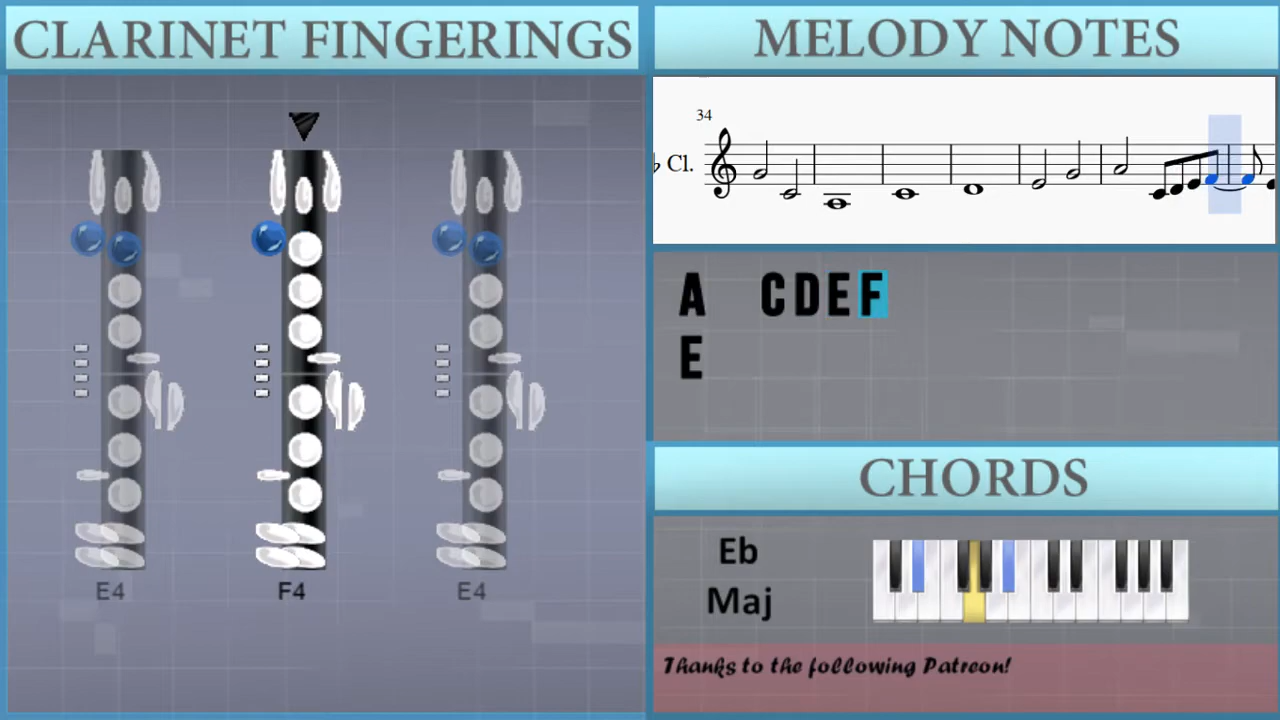 CLARINET FINGERINGS
MELODY NOTES
34
♭ Cl.
A CDEF
E
E4 F4 E4
CHORDS
Eb
Maj
Thanks to the following Patreon!